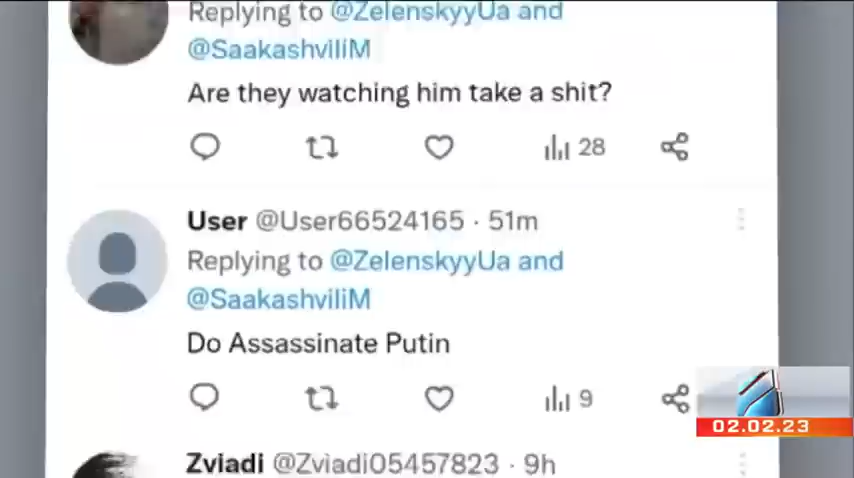 Replying to @ZelenskyyUa and
@SaakashviliM
Are they watching him take a shit?
28
User @User66524165 · 51m
Replying to @ZelenskyyUa and
@SaakashviliM
Do Assassinate Putin
9
02.02.23
Zviadi @Zviadi05457823 · 9h